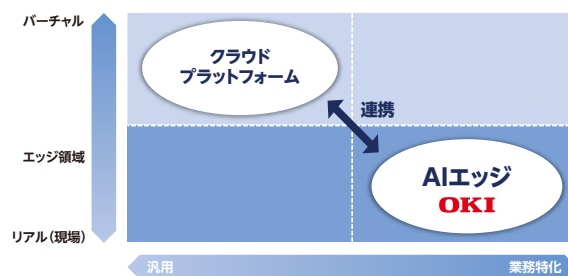 バーチャル
クラウド
プラットフォーム
連携
エッジ領域
AIエッジ
OKI
リアル（現場）
汎用
業務特化